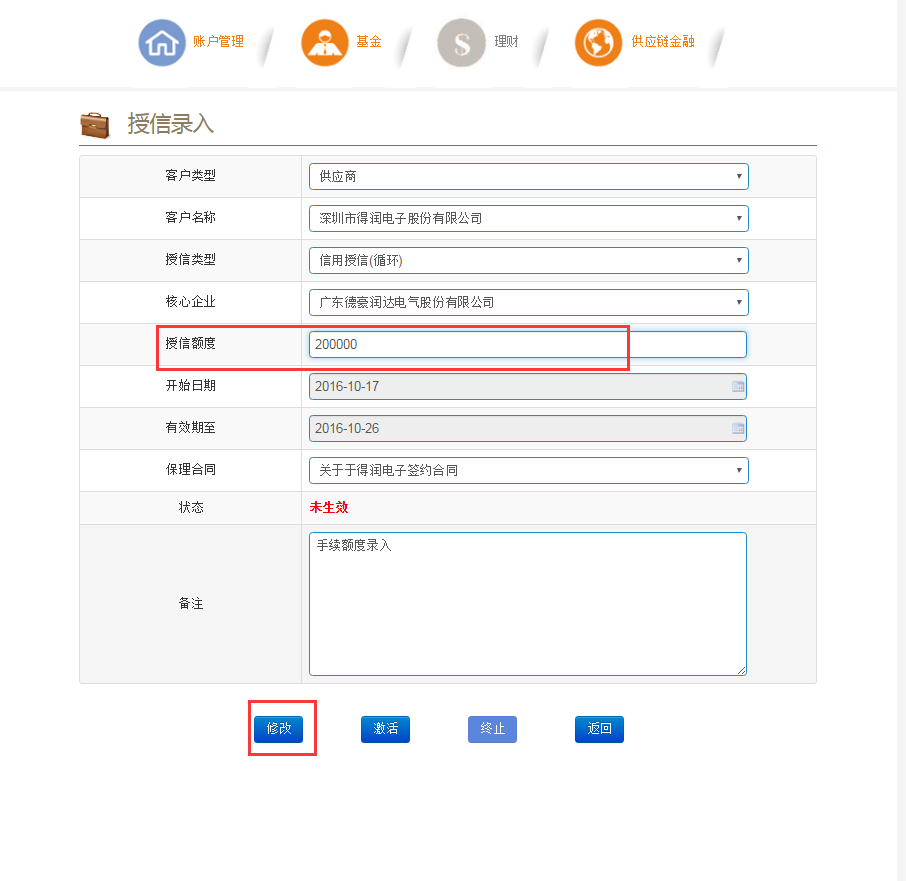 账户管理 基金 $ 理财 供应链金融
授信录入
客户类型 供应商
客户名称 深圳市得润电子股份有限公司
授信类型 信用授信(循环)
核心企业 广东德豪润达电气股份有限公司
授信额度 200000
开始日期 2016-10-17
有效期至 2016-10-26
保理合同 关于于得润电子签约合同
状态 未生效
备注 手续额度录入
修改 激活 终止 返回